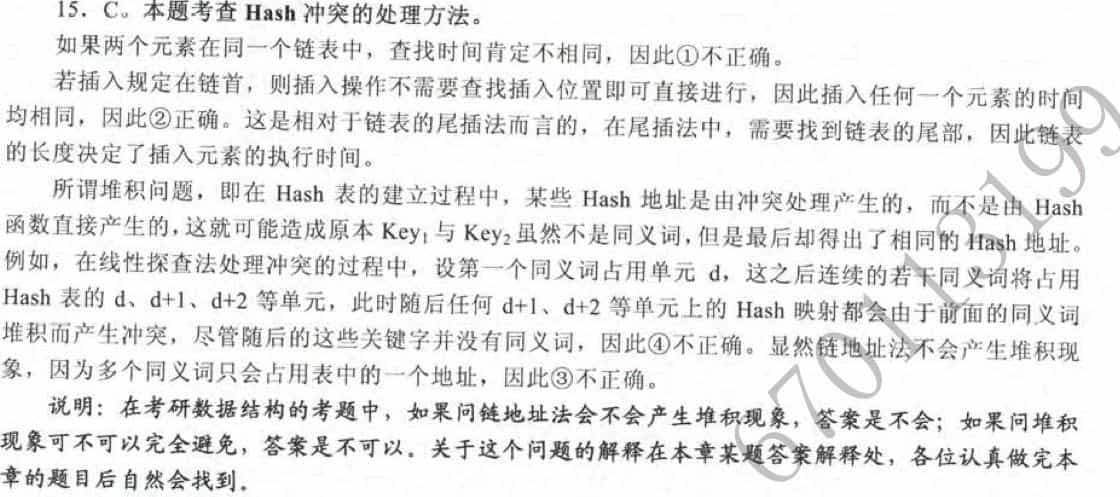 15．C。本题考查 Hash 冲突的处理方法。
如果两个元素在同一个链表中，查找时间肯定不相同，因此①不正确。
若插入规定在链首，则插入操作不需要查找插入位置即可直接进行，因此插入任何一个元素的时间
均相同，因此②正确。这是相对于链表的尾插法而言的，在尾插法中，需要找到链表的尾部，因此链表
的长度决定了插入元素的执行时间。
所谓堆积问题，即在 Hash 表的建立过程中，某些 Hash 地址是由冲突处理产生的，而不是由 Hash
函数直接产生的，这就可能造成原本 Key₁ 与 Key₂ 虽然不是同义词，但是最后却得出了相同的 Hash 地址。
例如，在线性探查法处理冲突的过程中，设第一个同义词占用单元 d，这之后连续的若干同义词将占用
Hash 表的 d、d+1、d+2 等单元，此时随后任何 d+1、d+2 等单元上的 Hash 映射都会由于前面的同义词
堆积而产生冲突，尽管随后的这些关键字并没有同义词，因此④不正确。显然链地址法不会产生堆积现
象，因为多个同义词只会占用表中的一个地址，因此③不正确。
说明：在考研数据结构的考题中，如果问链地址法会不会产生堆积现象，答案是不会；如果问堆积
现象可不可以完全避免，答案是不可以。关于这个问题的解释在本章某题答案解释处，各位认真做完本
章的题目后自然会找到。
670113199